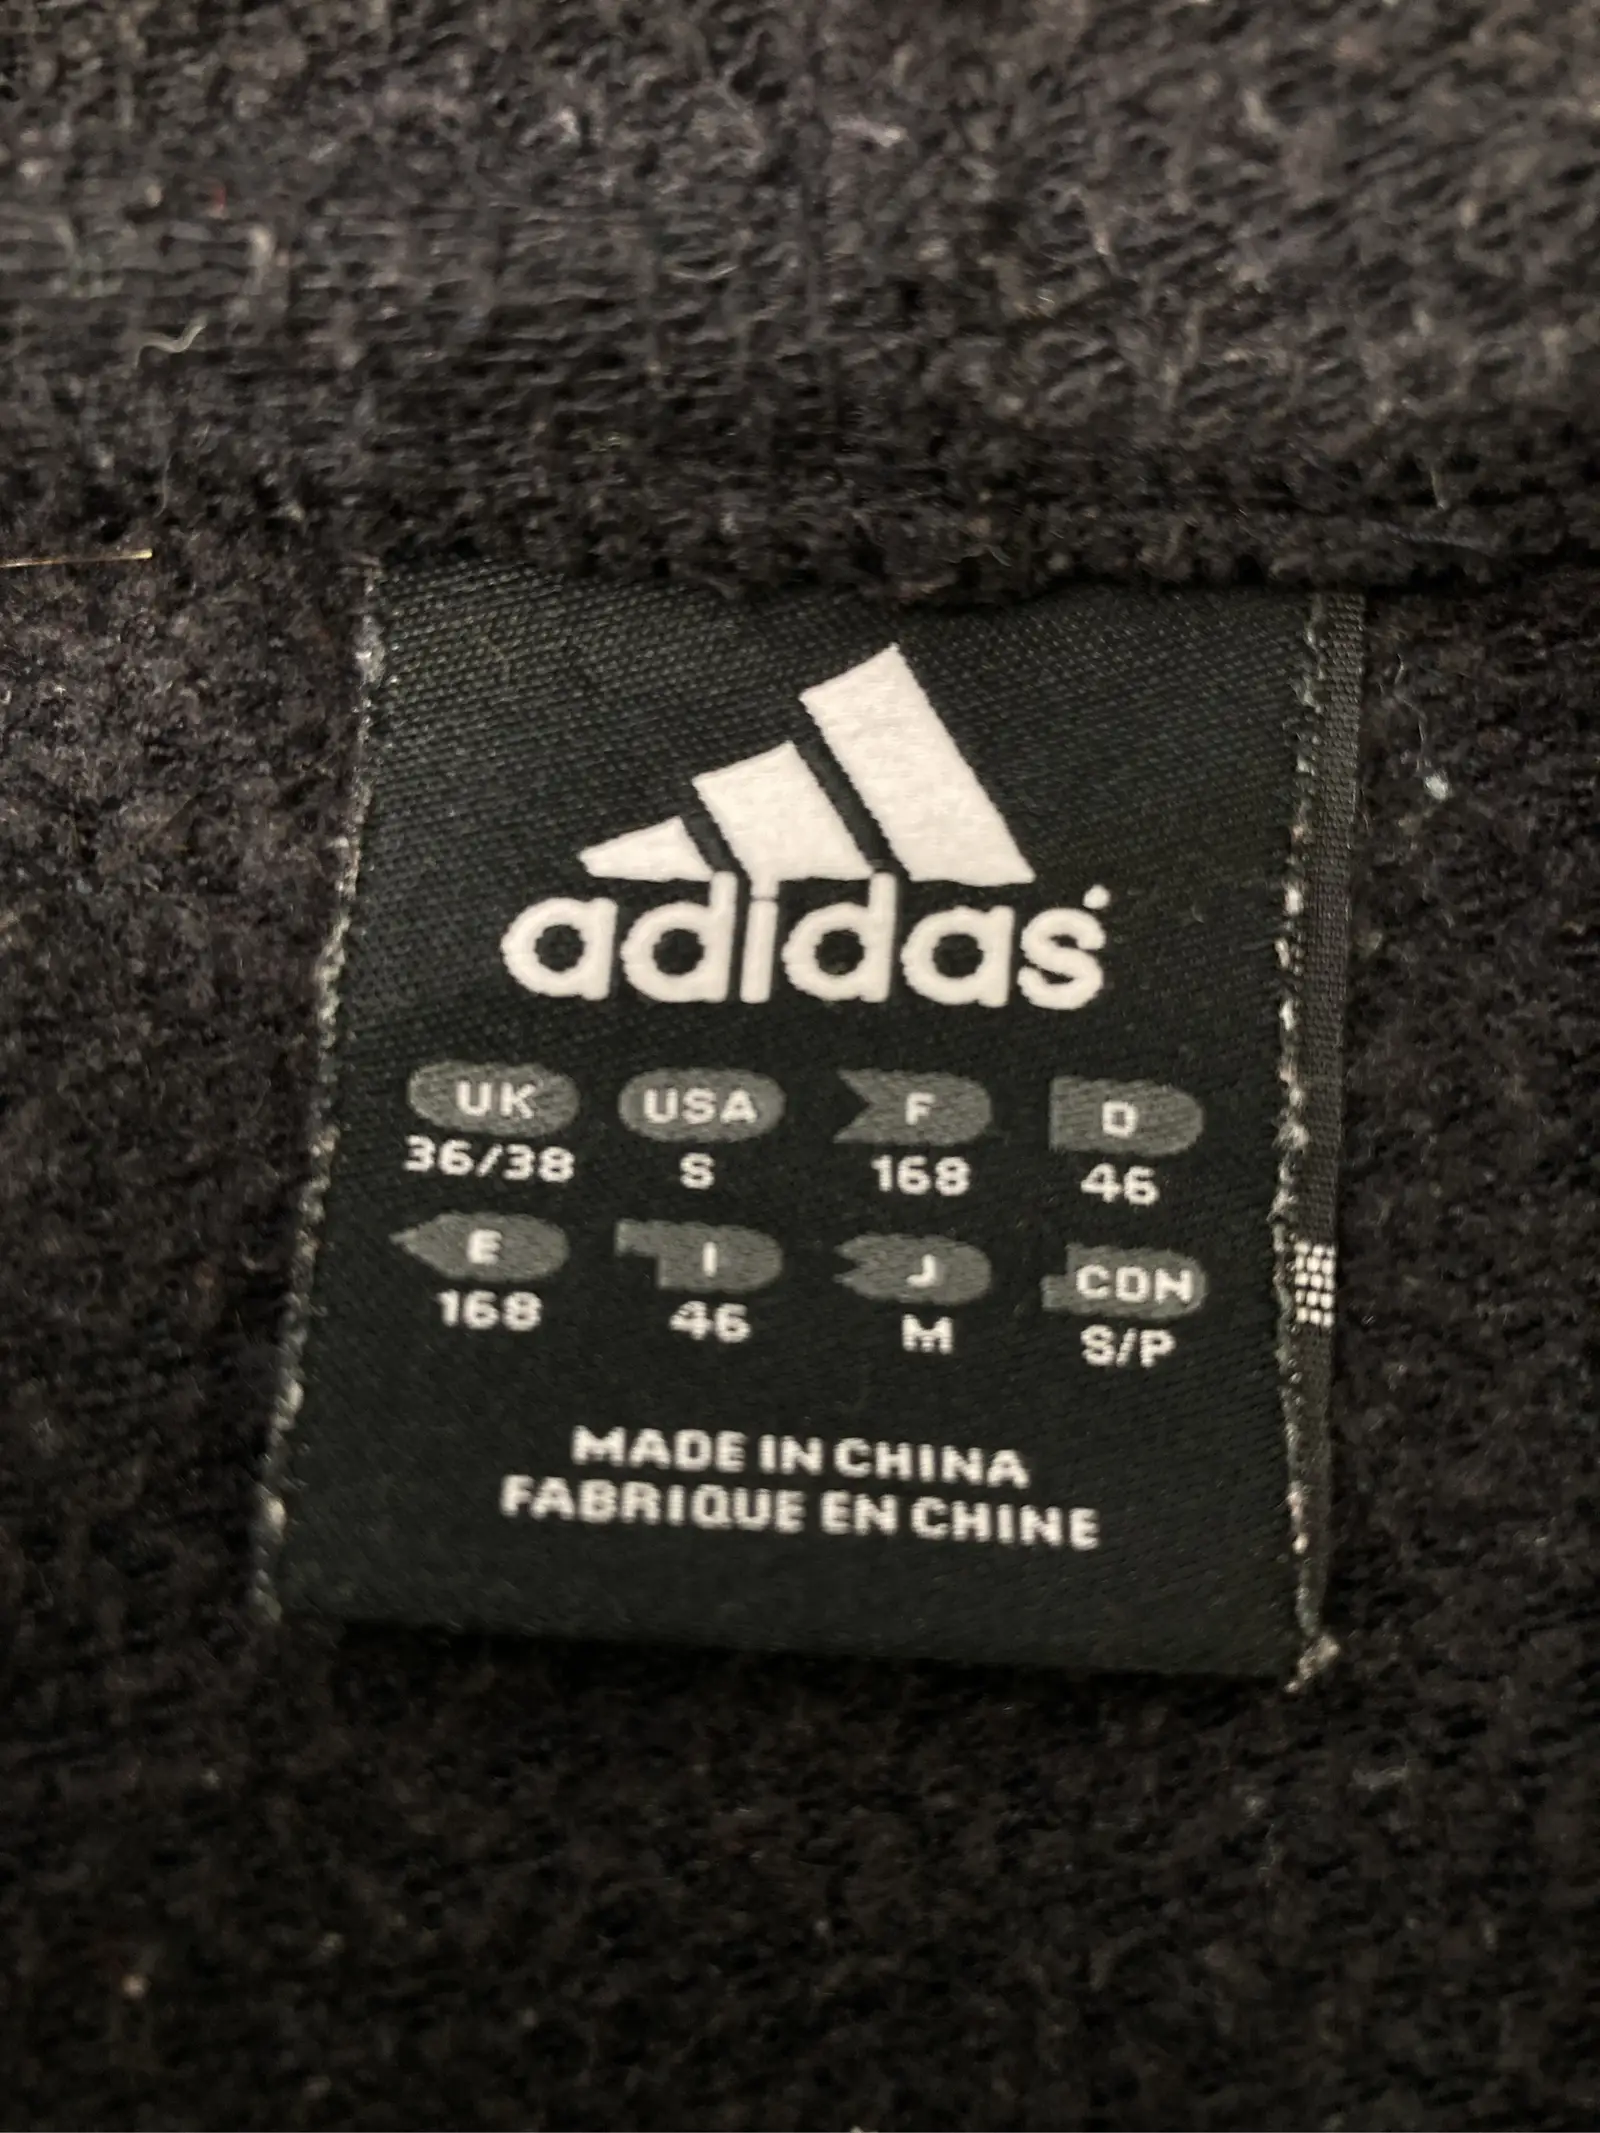 adidas
UK USA F D
36/38 S 168 46
E I J CDN
168 46 M S/P
MADE IN CHINA
FABRIQUE EN CHINE